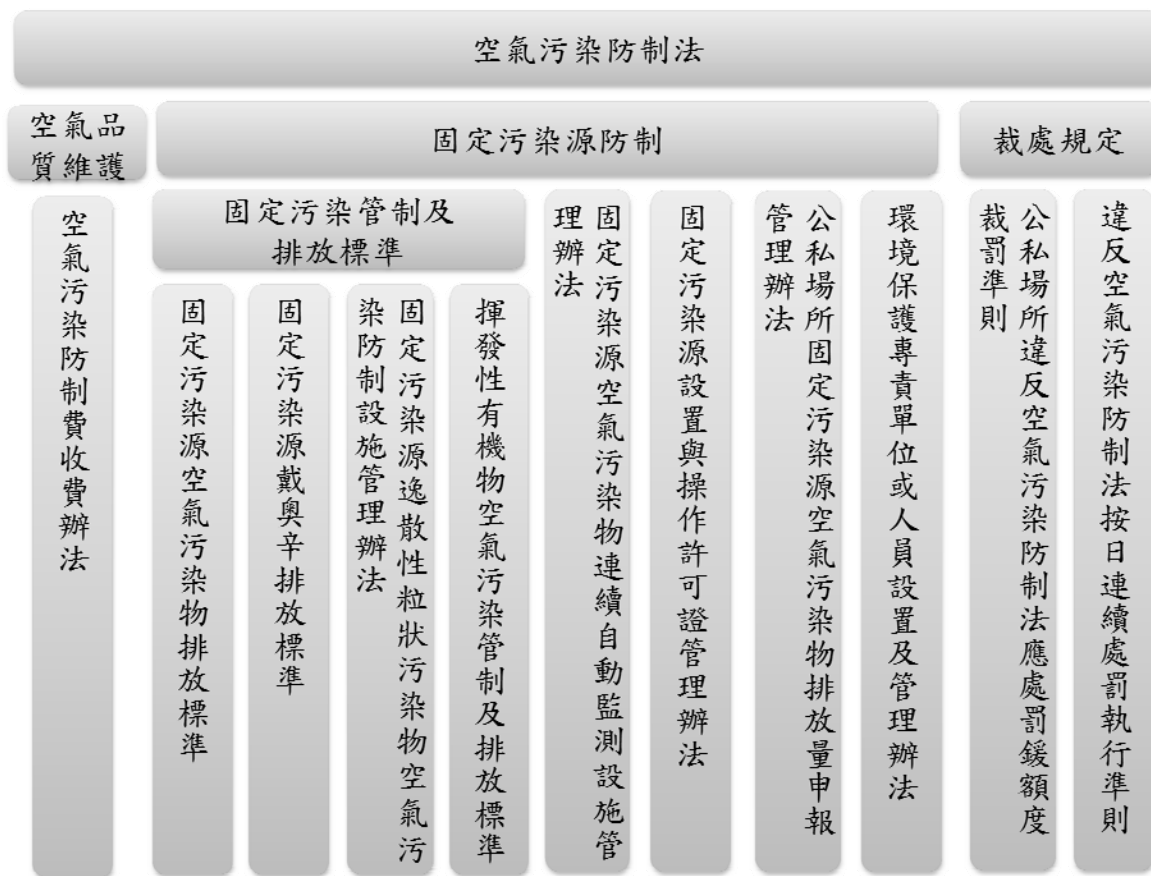 空氣污染防制法
空氣品
質維護
固定污染源防制
裁處規定
空氣污染防制費收費辦法
固定污染管制及
排放標準
固定污染源空氣污染物排放標準
固定污染源戴奧辛排放標準
固定污染源逸散性粒狀污染物空氣污
染防制設施管理辦法
揮發性有機物空氣污染管制及排放標準
固定污染源空氣污染物連續自動監測設施管
理辦法
固定污染源設置與操作許可證管理辦法
公私場所固定污染源空氣污染物排放量申報
管理辦法
環境保護專責單位或人員設置及管理辦法
公私場所違反空氣污染防制法應處罰鍰額度
裁罰準則
違反空氣污染防制法按日連續處罰執行準則